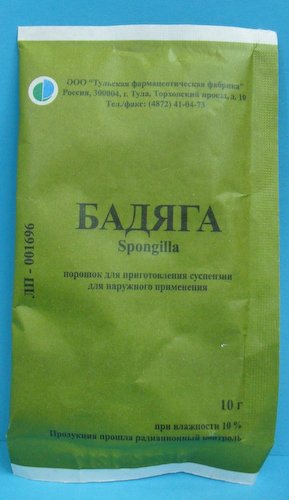 ООО "Тульская фармацевтическая фабрика"
Россия, 300004, г. Тула, Торховский проезд, д. 10
Тел./факс: (4872) 41-04-73
БАДЯГА
Spongilla
порошок для приготовления суспензии
для наружного применения
ЛП - 001696
10 г
при влажности 10 %
Продукция прошла радиационный контроль